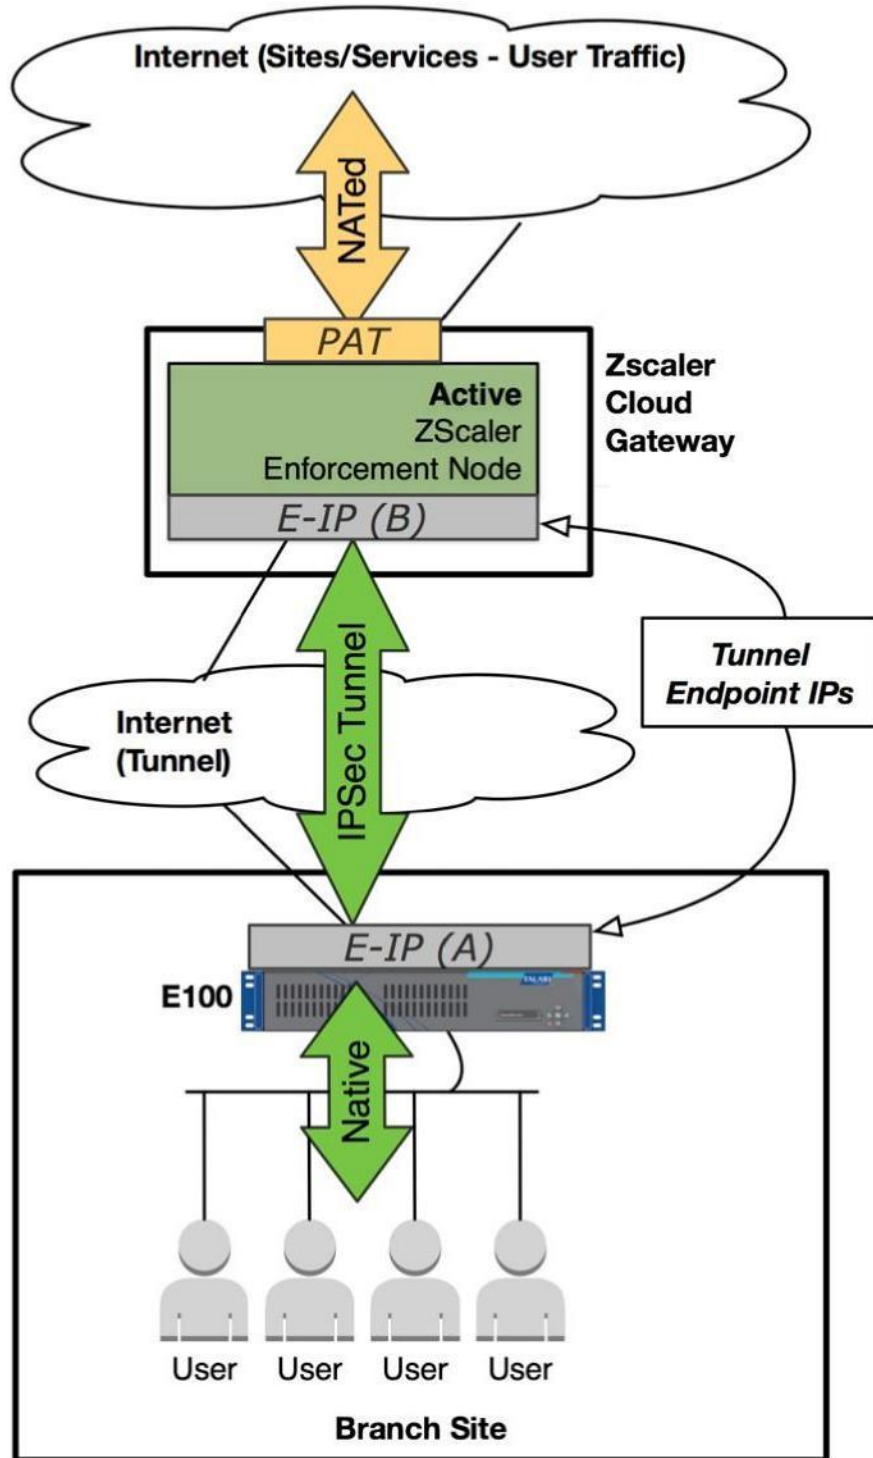 Internet (Sites/Services - User Traffic)
NATed
PAT
Active
ZScaler
Enforcement Node
Zscaler
Cloud
Gateway
E-IP (B)
IPSec Tunnel
Tunnel
Endpoint IPs
Internet
(Tunnel)
E-IP (A)
TALARI
E100
Native
User User User User
Branch Site